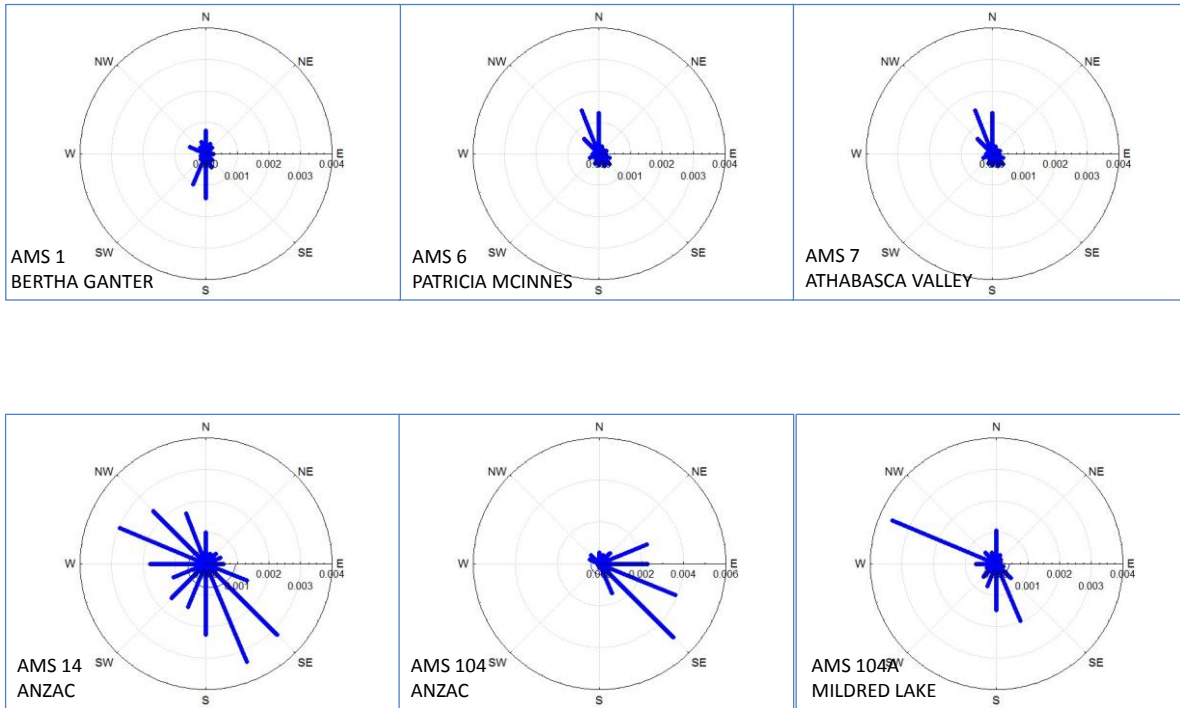 N
NW NE
W E
0.000 0.001 0.002 0.003 0.004
SW SE
S
AMS 1
BERTHA GANTER
N
NW NE
W E
0.001 0.002 0.003 0.004
SW SE
S
AMS 6
PATRICIA MCINNES
N
NW NE
W E
0.001 0.002 0.003 0.004
SW SE
S
AMS 7
ATHABASCA VALLEY
N
NW NE
W E
0.001 0.002 0.003 0.004
SW SE
S
AMS 14
ANZAC
N
NW NE
W E
0.002 0.004 0.006
SW SE
S
AMS 104
ANZAC
N
NW NE
W E
0.001 0.002 0.003 0.004
SW SE
S
AMS 104A
MILDRED LAKE